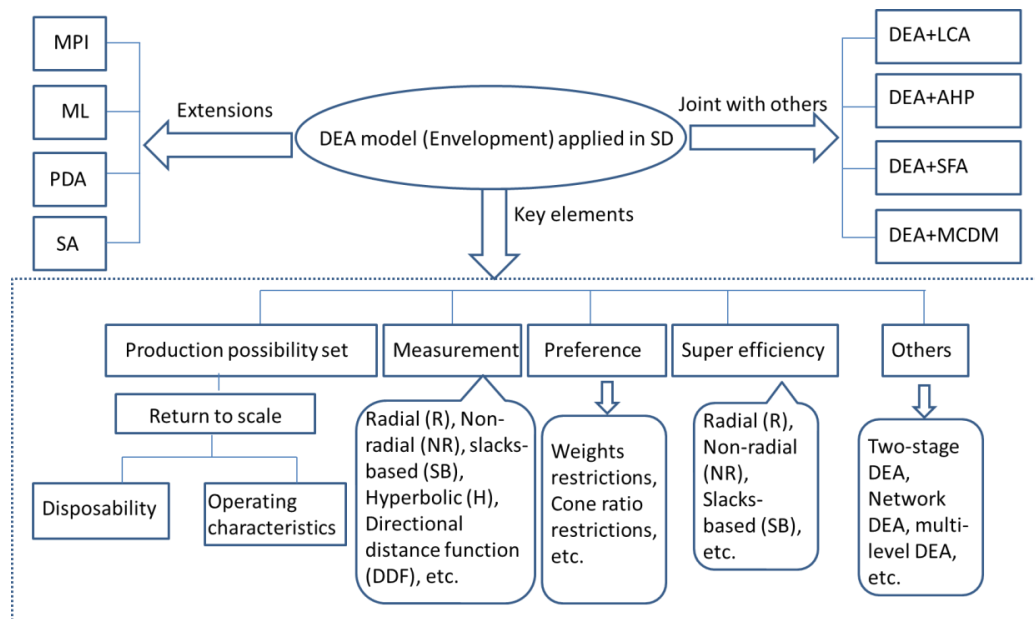 MPI
ML
PDA
SA
Extensions
DEA model (Envelopment) applied in SD
Joint with others
DEA+LCA
DEA+AHP
DEA+SFA
DEA+MCDM
Key elements
Production possibility set
Measurement
Preference
Super efficiency
Others
Return to scale
Disposability
Operating
characteristics
Radial (R), Non-
radial (NR), slacks-
based (SB),
Hyperbolic (H),
Directional
distance function
(DDF), etc.
Weights
restrictions,
Cone ratio
restrictions,
etc.
Radial (R),
Non-radial
(NR),
Slacks-
based (SB),
etc.
Two-stage
DEA,
Network
DEA, multi-
level DEA,
etc.